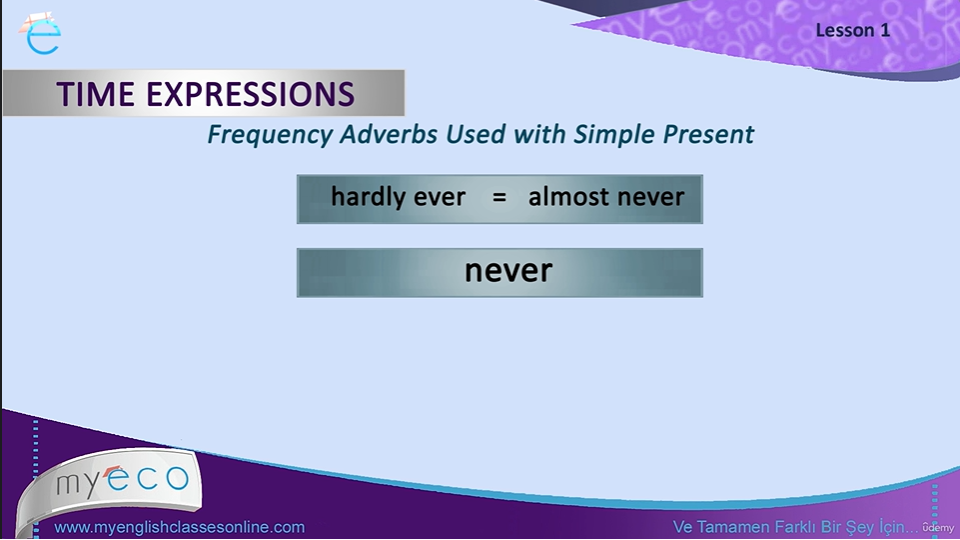 Lesson 1
TIME EXPRESSIONS
Frequency Adverbs Used with Simple Present
hardly ever = almost never
never
myeco
www.myenglishclassesonline.com
Ve Tamamen Farklı Bir Şey İçin...
ûdemy